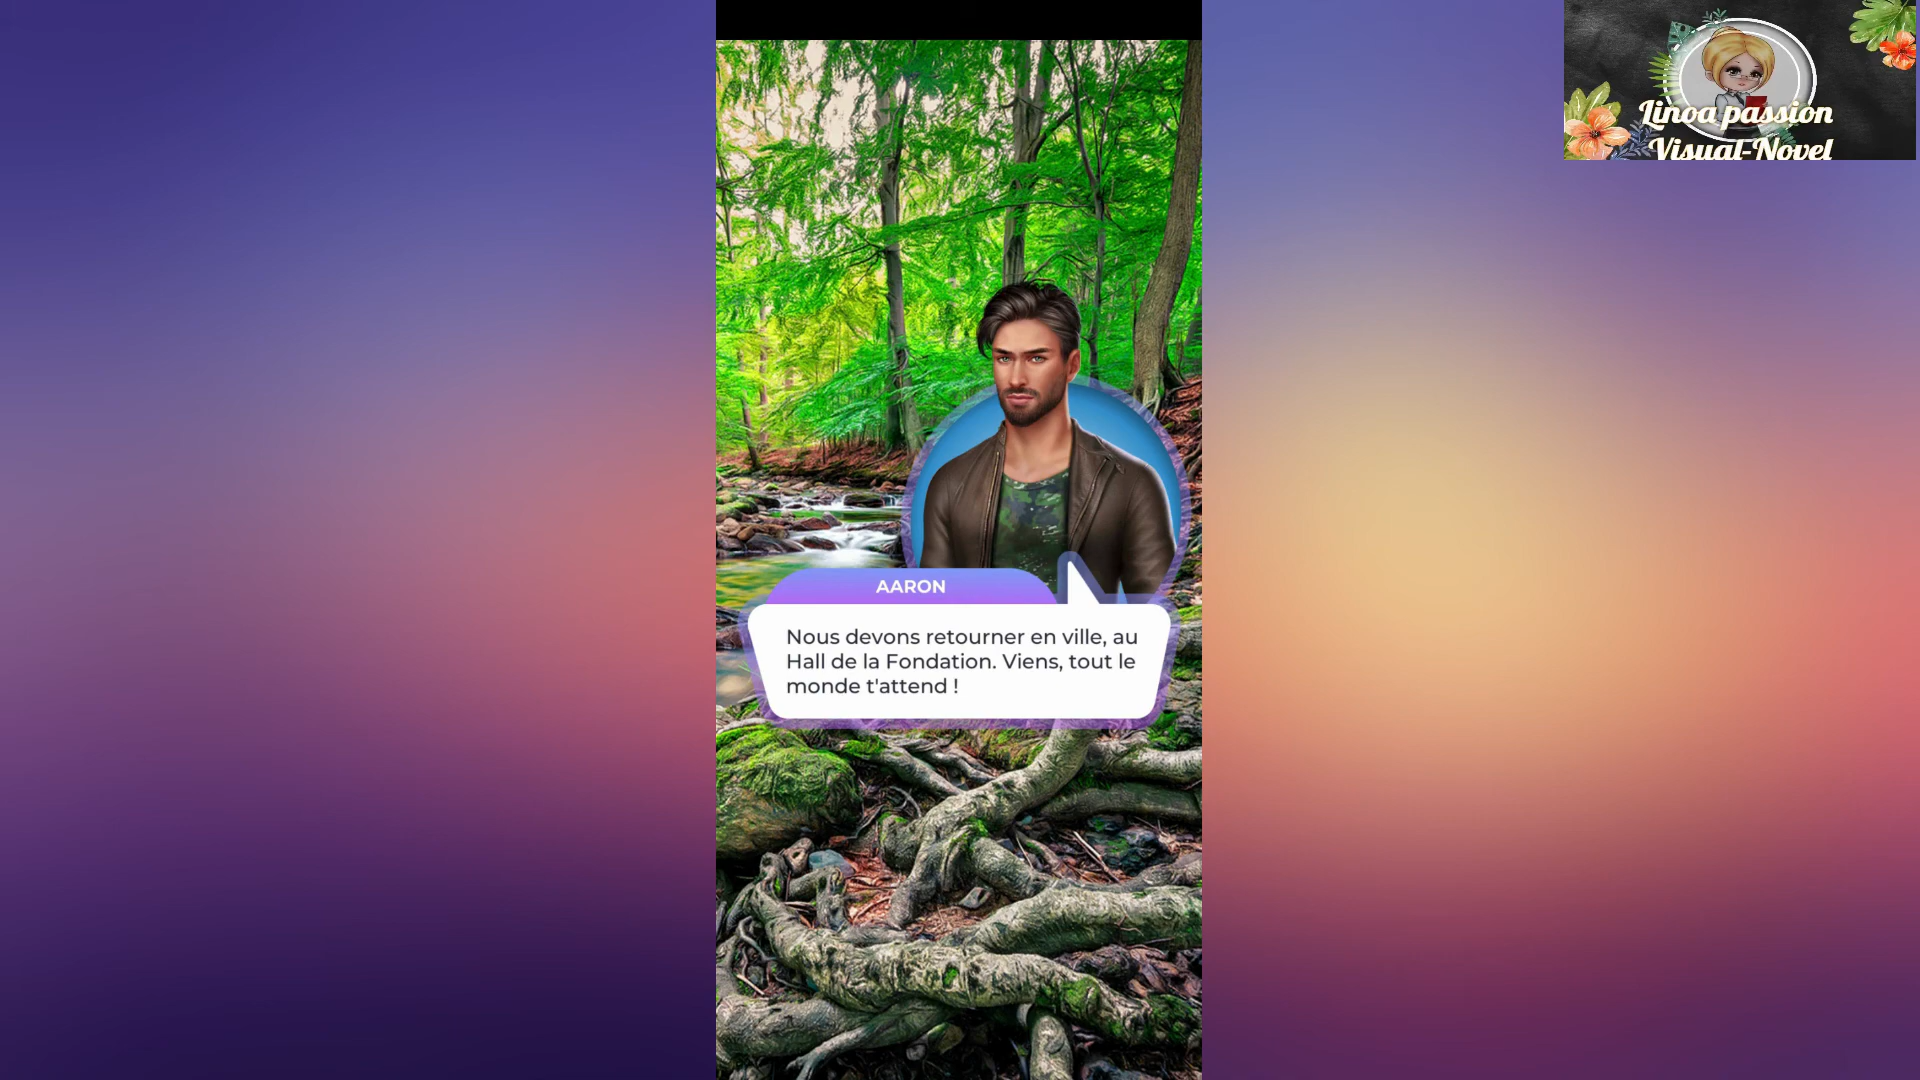 Linoa passion
Visual-Novel
AARON
Nous devons retourner en ville, au
Hall de la Fondation. Viens, tout le
monde t'attend !